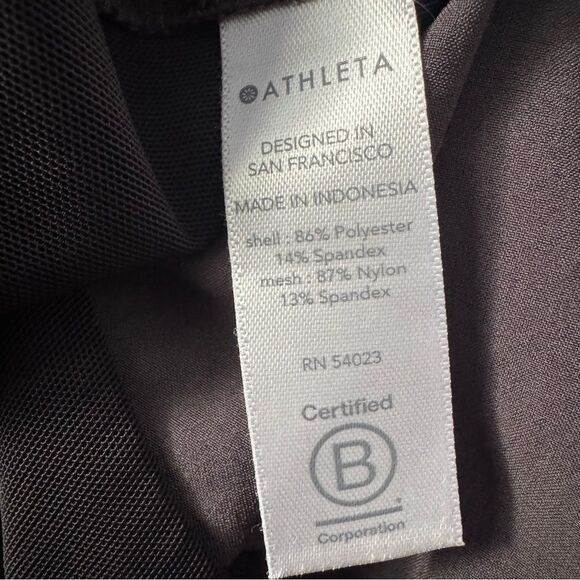 ATHLETA
DESIGNED IN
SAN FRANCISCO
MADE IN INDONESIA
shell : 86% Polyester
14% Spandex
mesh : 87% Nylon
13% Spandex
RN 54023
Certified
B
Corporation